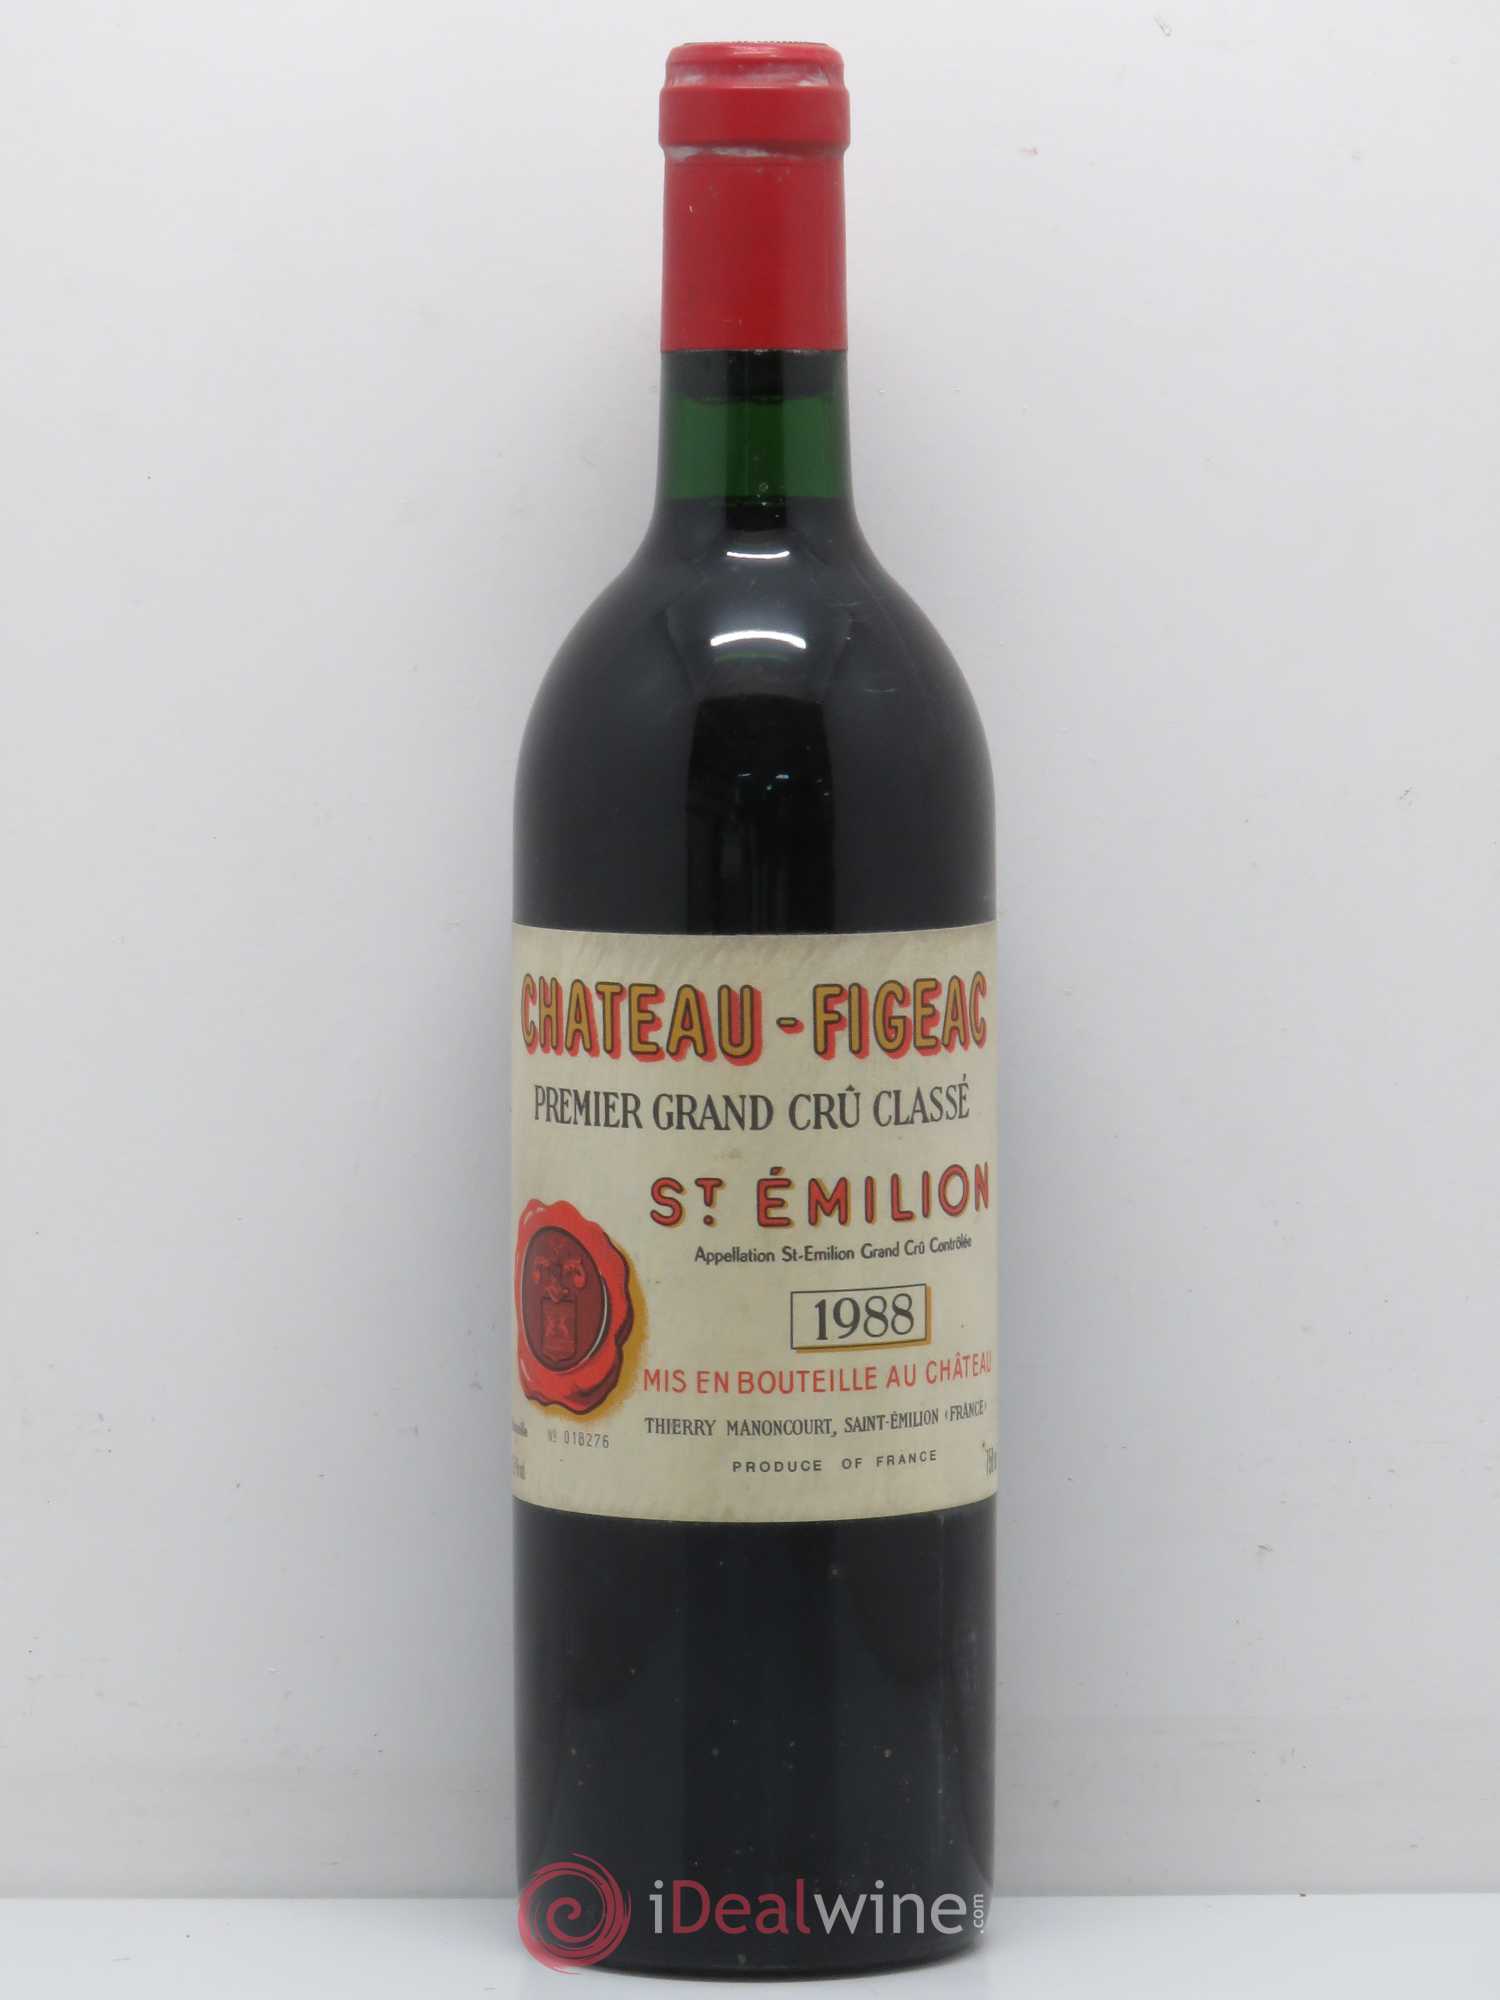 CHATEAU-FIGEAC
PREMIER GRAND CRÛ CLASSÉ
ST. ÉMILION
Appellation St-Emilion Grand Crû Contrôlée
1988
MIS EN BOUTEILLE AU CHÂTEAU
THIERRY MANONCOURT, SAINT-ÉMILION (FRANCE)
Nº 018276
PRODUCE OF FRANCE
iDealwine.com